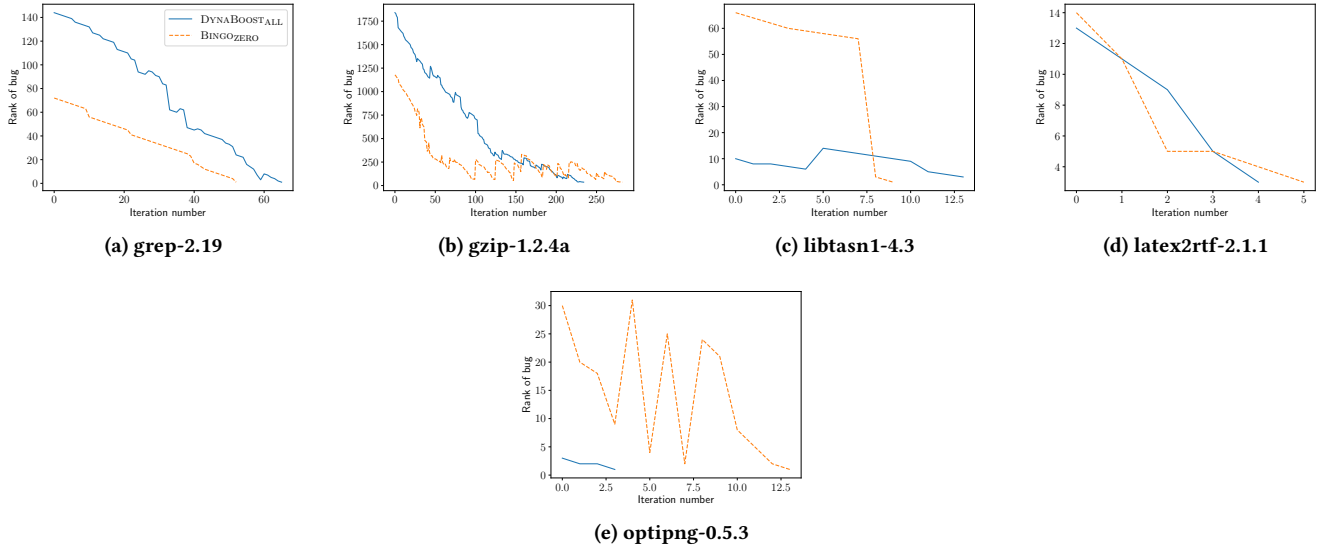 140
120
100
80
60
40
20
0
Rank of bug
DYNABOOSTALL
BINGOZERO
0 20 40 60
Iteration number
(a) grep-2.19
1750
1500
1250
1000
750
500
250
0
Rank of bug
0 50 100 150 200 250
Iteration number
(b) gzip-1.2.4a
60
50
40
30
20
10
0
Rank of bug
0.0 2.5 5.0 7.5 10.0 12.5
Iteration number
(c) libtasn1-4.3
14
12
10
8
6
4
Rank of bug
0 1 2 3 4 5
Iteration number
(d) latex2rtf-2.1.1
30
25
20
15
10
5
0
Rank of bug
0.0 2.5 5.0 7.5 10.0 12.5
Iteration number
(e) optipng-0.5.3